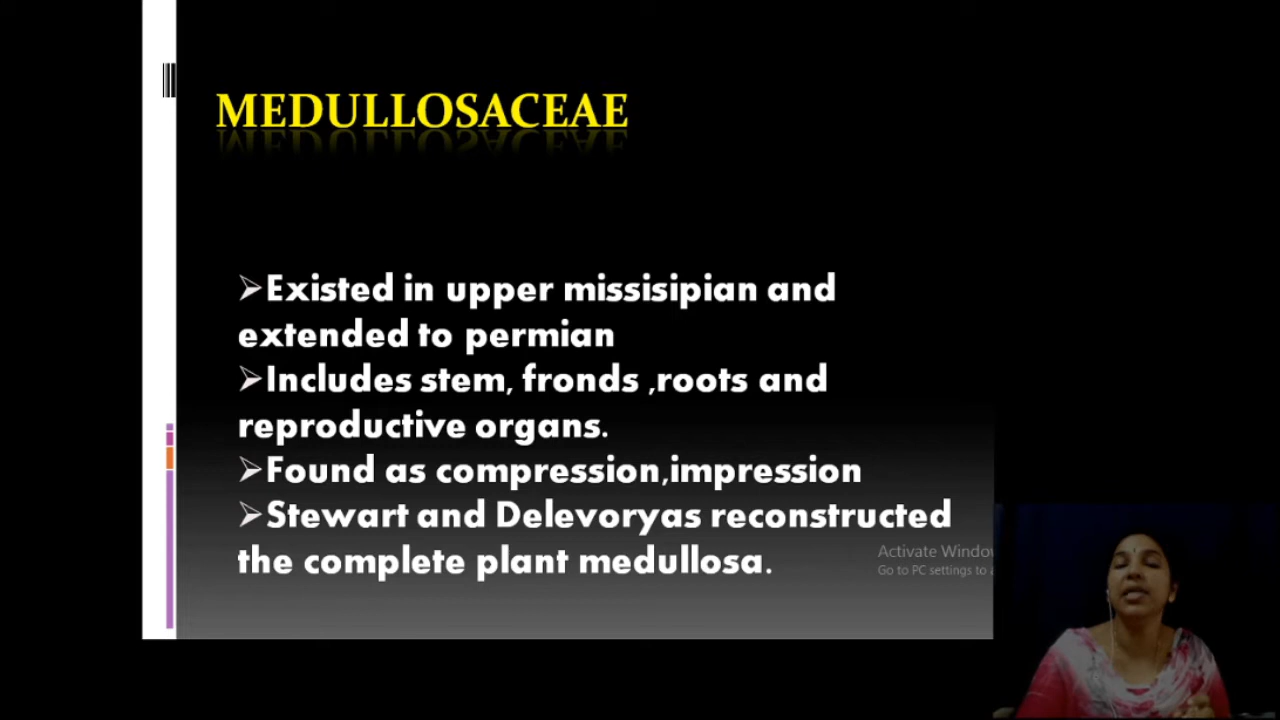 MEDULLOSACEAE
➢Existed in upper missisipian and
extended to permian
➢Includes stem, fronds ,roots and
reproductive organs.
➢Found as compression,impression
➢Stewart and Delevoryas reconstructed
the complete plant medullosa.
Activate
Go to PC settings to